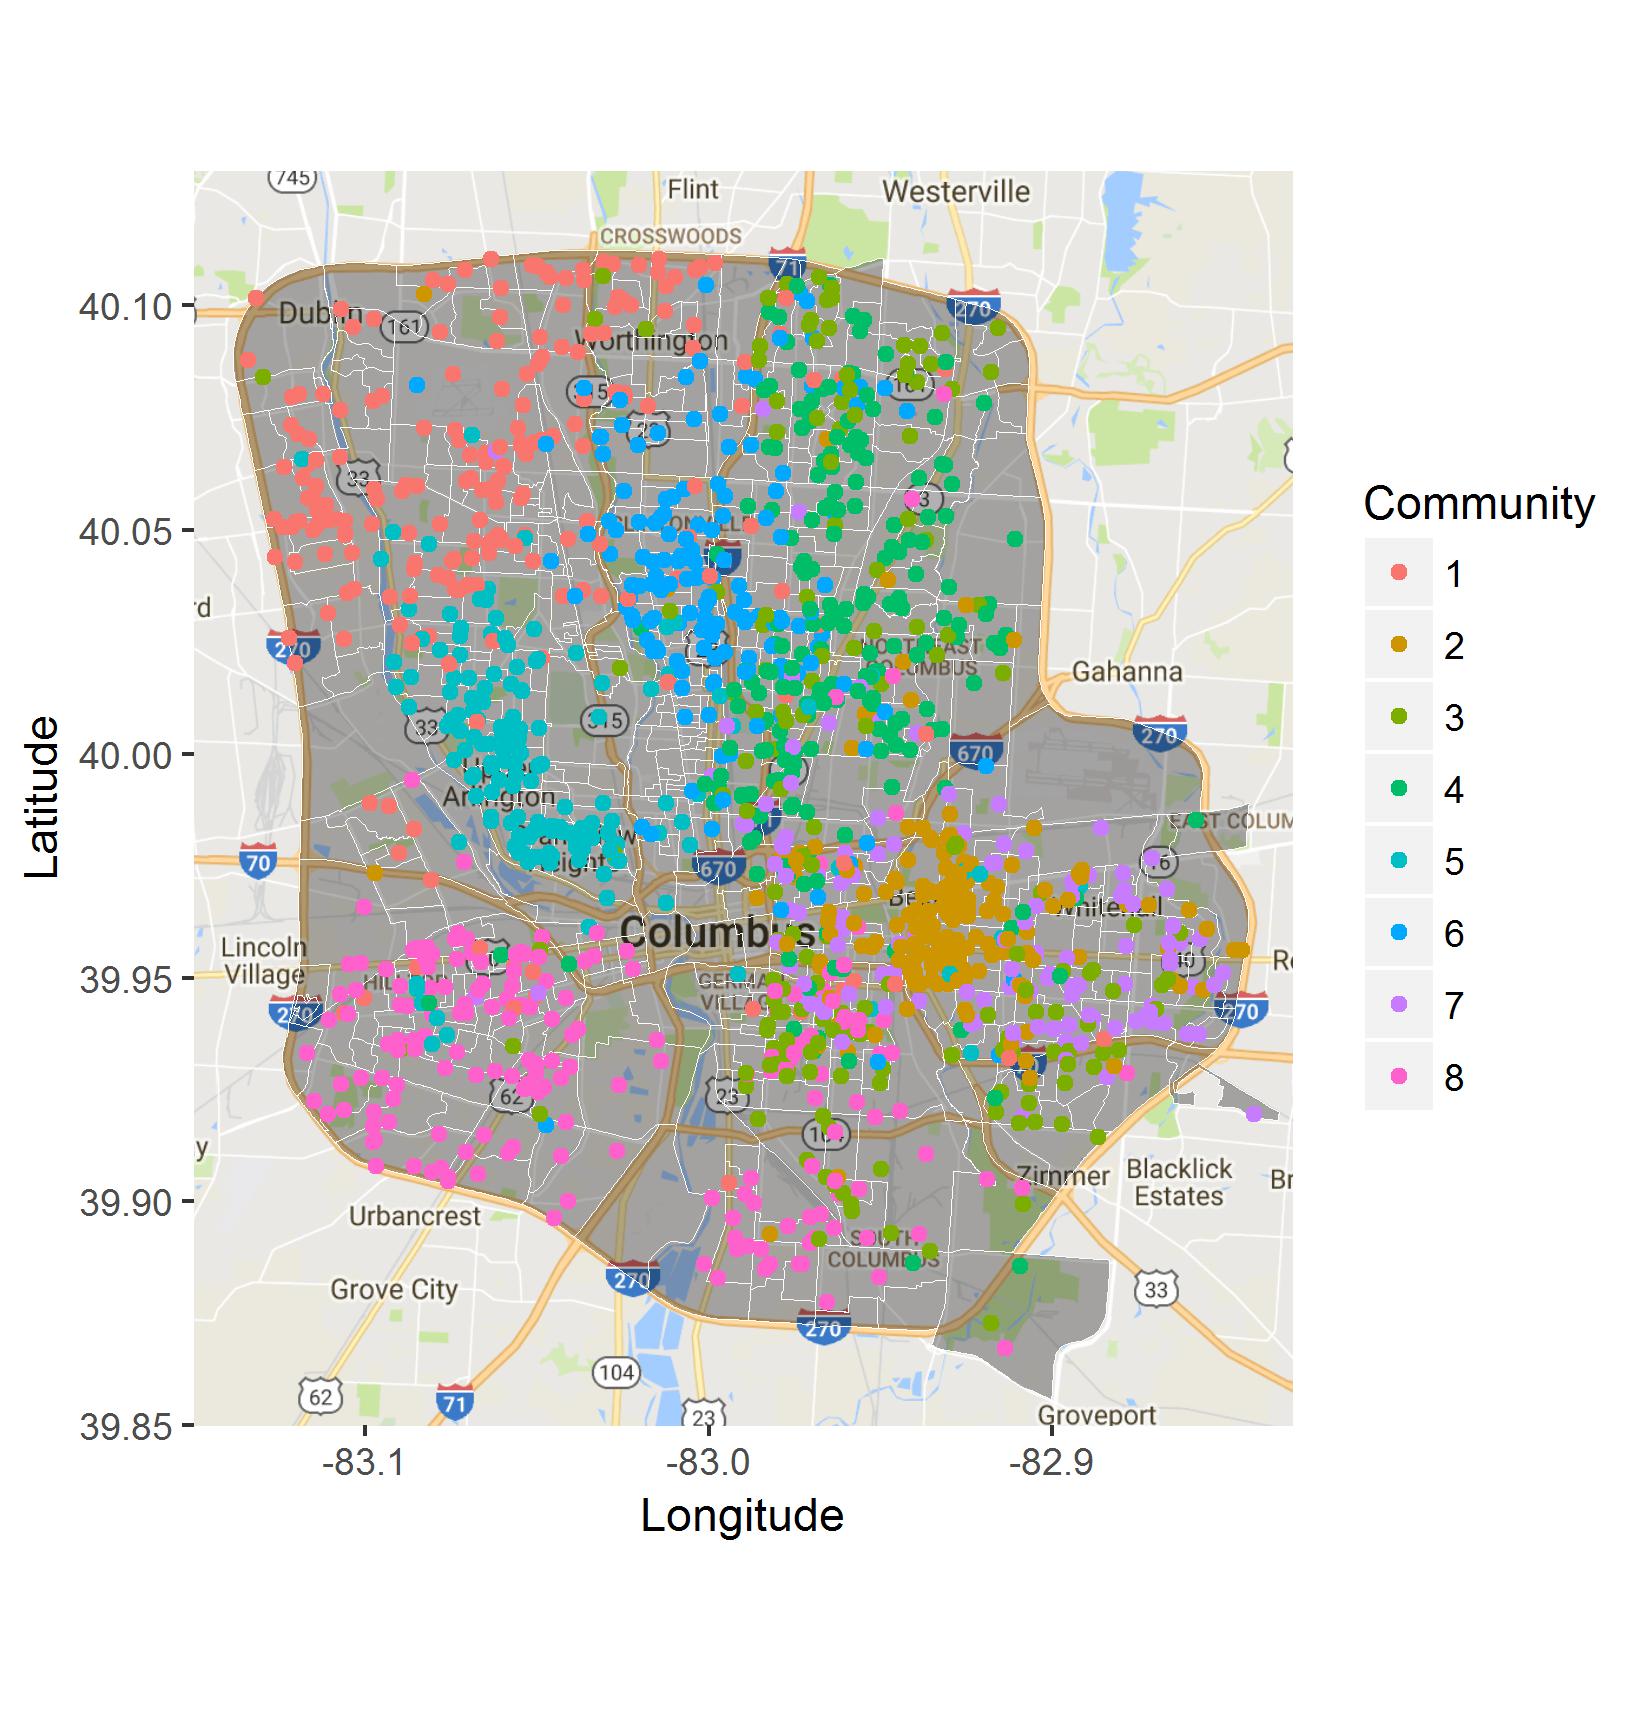 745
Flint
Westerville
CROSSWOODS
71
40.10
Dublin
161
270
Worthington
315
161
23
33
Community
1
40.05
CLINTONVILLE
3
2
rd
270
NORTHEAST
COLUMBUS
Gahanna
3
33
315
270
40.00
670
4
Upper
Arlington
EAST COLUM
Grandview
Heights
5
70
670
16
Whitehall
Columbus
6
Lincoln
Village
40
Ro
39.95
GERMAN
VILLAGE
270
270
7
62
23
8
y
104
Zimmer
Blacklick
Estates
Br
39.90
Urbancrest
SOUTH
COLUMBUS
Grove City
270
33
270
104
62
71
23
Groveport
39.85
-83.1
-83.0
-82.9
Longitude
Latitude